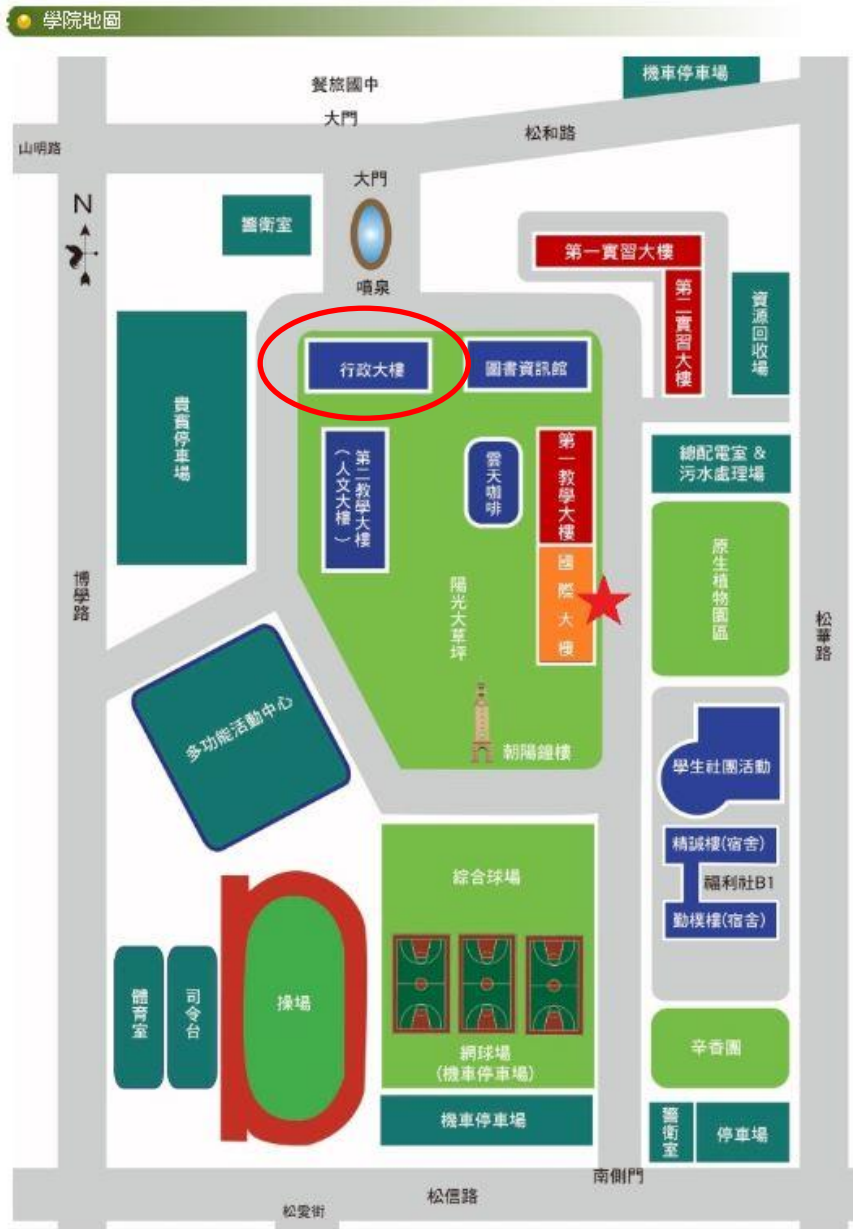 學院地圖
機車停車場
餐旅國中
大門
松和路
山明路
大門
N
警衛室
第一實習大樓
噴泉
第二實習大樓
資源回收場
行政大樓
圖書資訊館
貴賓停車場
第二教學大樓
（人文大樓）
雲天咖啡
第一教學大樓
總配電室 &
污水處理場
博學路
國際大樓
原生植物園區
陽光大草坪
松華路
多功能活動中心
朝陽鐘樓
學生社團活動
精誠樓(宿舍)
福利社B1
勤樸樓(宿舍)
綜合球場
體育室
司令台
操場
網球場
(機車停車場)
辛香園
機車停車場
警衛室
停車場
南側門
松信路
松愛街